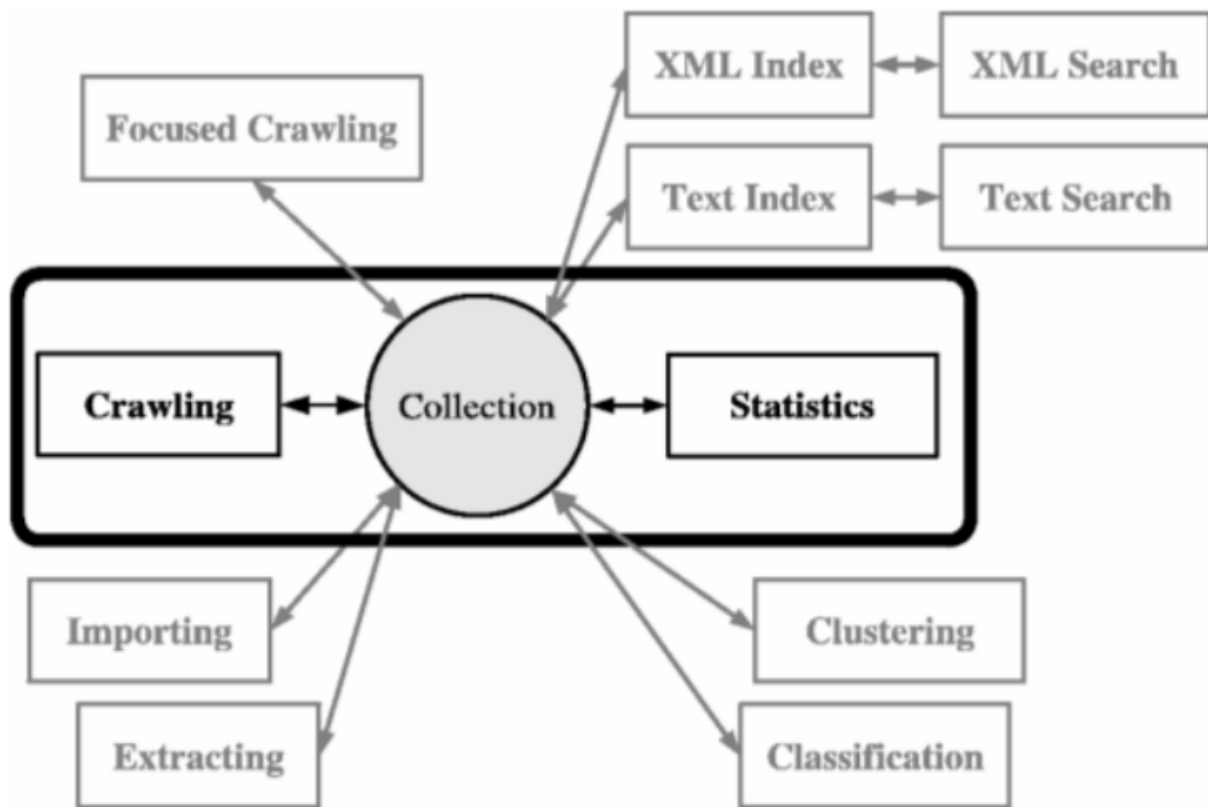 XML Index
XML Search
Focused Crawling
Text Index
Text Search
Crawling
Collection
Statistics
Importing
Clustering
Extracting
Classification